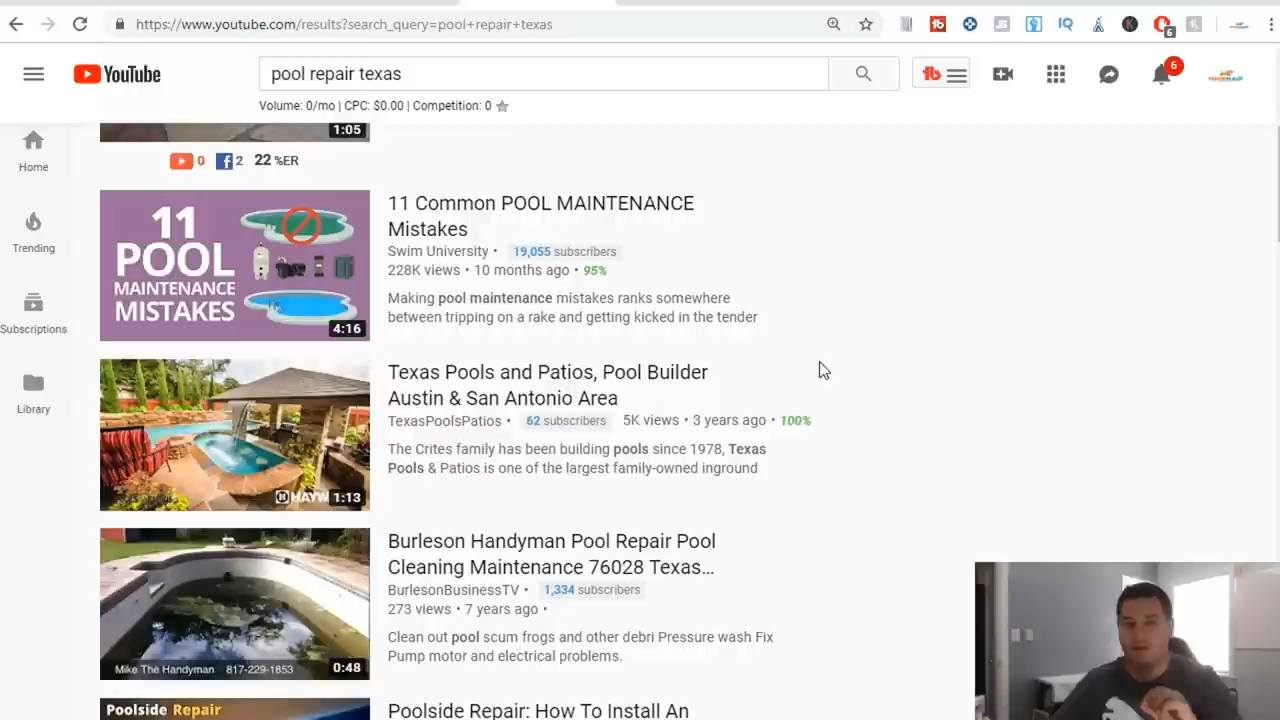 https://www.youtube.com/results?search_query=pool+repair+texas
6
YouTube
pool repair texas
6
Volume: 0/mo | CPC: $0.00 | Competition: 0
1:05
0 2 22 %ER
Home
Trending
Subscriptions
Library
11
POOL
MAINTENANCE
MISTAKES
4:16
11 Common POOL MAINTENANCE
Mistakes
Swim University • 19,055 subscribers
228K views • 10 months ago • 95%
Making pool maintenance mistakes ranks somewhere
between tripping on a rake and getting kicked in the tender
HAYW 1:13
Texas Pools and Patios, Pool Builder
Austin & San Antonio Area
TexasPoolsPatios • 62 subscribers 5K views • 3 years ago • 100%
The Crites family has been building pools since 1978, Texas
Pools & Patios is one of the largest family-owned inground
Mike The Handyman 817-229-1853 0:48
Burleson Handyman Pool Repair Pool
Cleaning Maintenance 76028 Texas...
BurlesonBusinessTV • 1,334 subscribers
273 views • 7 years ago •
Clean out pool scum frogs and other debri Pressure wash Fix
Pump motor and electrical problems.
Poolside Repair
Poolside Repair: How To Install An